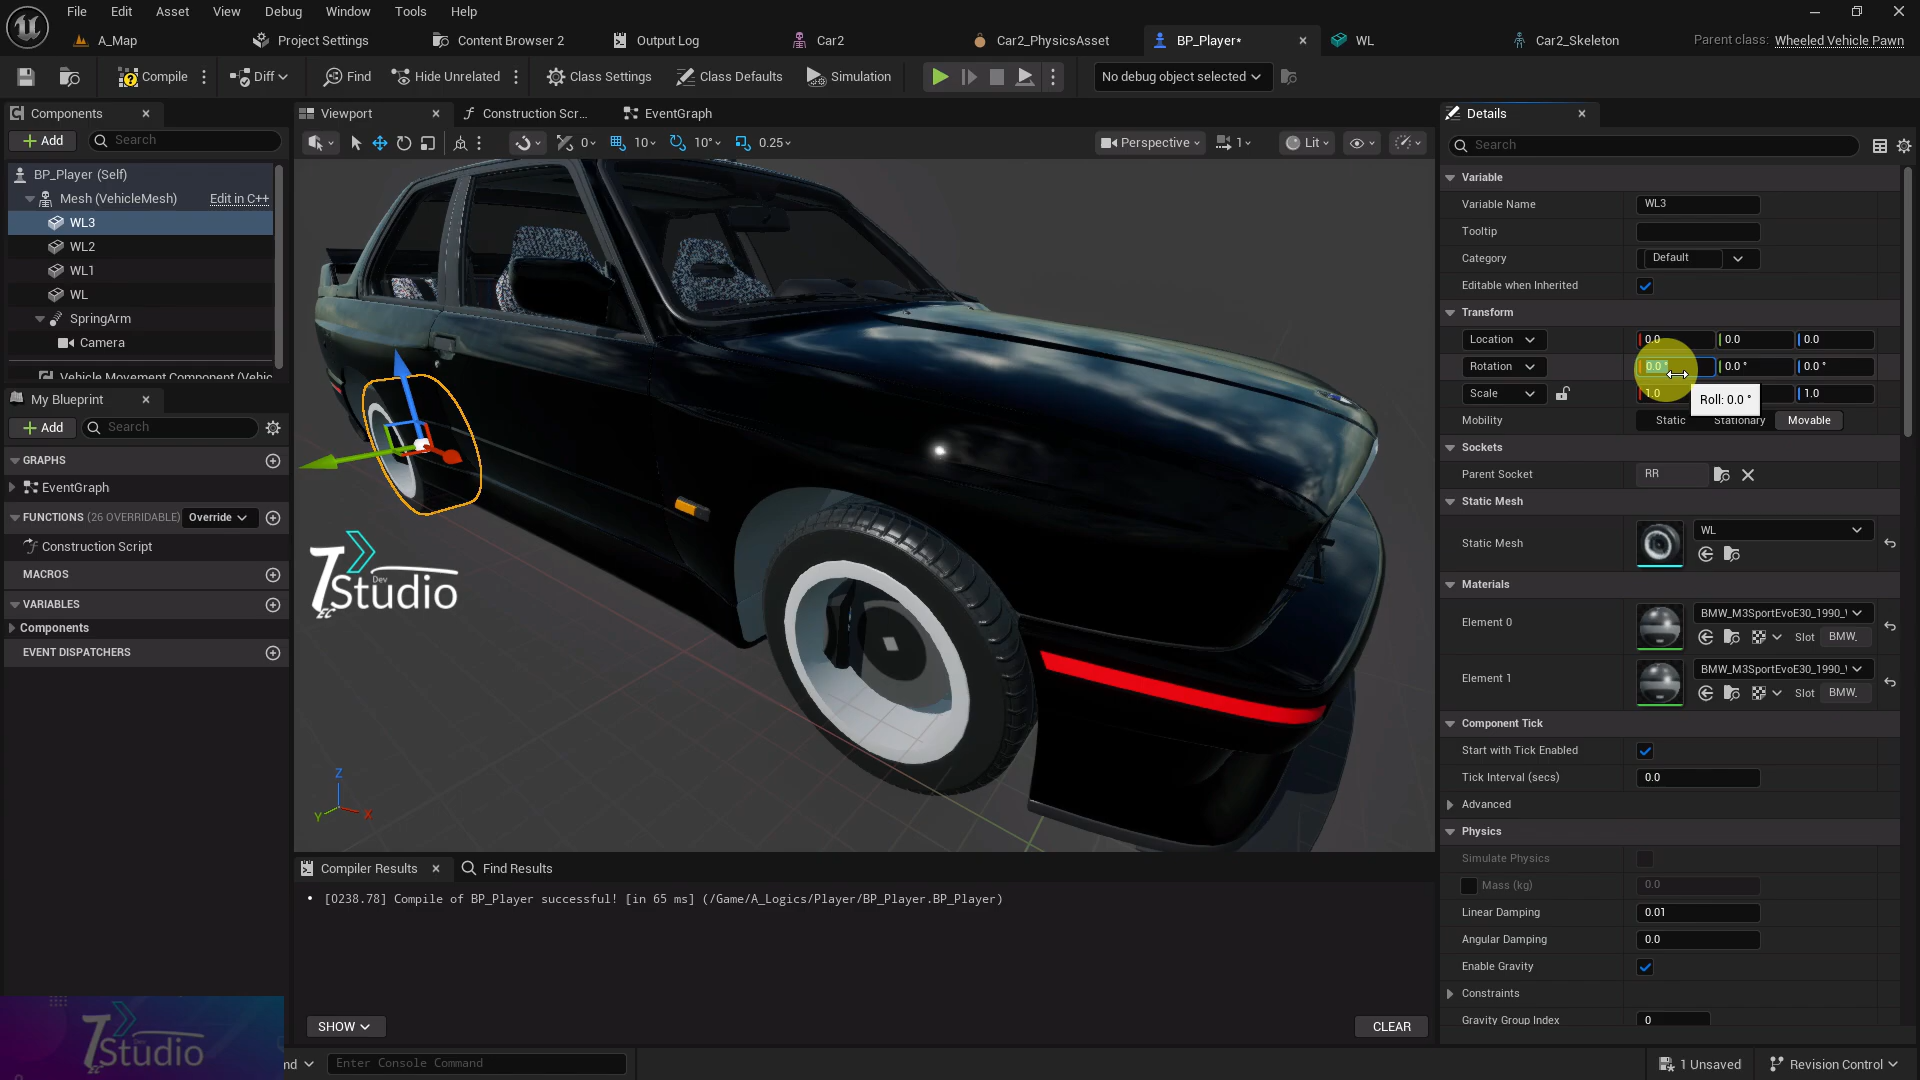 File Edit Asset View Debug Window Tools Help
A_Map Project Settings Content Browser 2 Output Log Car2 Car2_PhysicsAsset BP_Player* WL Car2_Skeleton Parent class: Wheeled Vehicle Pawn
Compile Diff Find Hide Unrelated Class Settings Class Defaults Simulation No debug object selected
Components
Add Search
BP_Player (Self)
Mesh (VehicleMesh) Edit in C++
WL3
WL2
WL1
WL
SpringArm
Camera
Vehicle Movement Component (Vehic
My Blueprint
Add Search
GRAPHS
EventGraph
FUNCTIONS (26 OVERRIDABLE) Override
Construction Script
MACROS
VARIABLES
Components
EVENT DISPATCHERS
Viewport Construction Scr... EventGraph
0 10 10° 0.25 Perspective 1 Lit
7 Dev
Studio
EC
Z
Y X
Compiler Results Find Results
• [0238.78] Compile of BP_Player successful! [in 65 ms] (/Game/A_Logics/Player/BP_Player.BP_Player)
SHOW CLEAR
Details
Search
Variable
Variable Name WL3
Tooltip
Category Default
Editable when Inherited
Transform
Location 0.0 0.0 0.0
Rotation 0.0 ° 0.0 ° 0.0 °
Scale 1.0 1.0
Roll: 0.0 °
Mobility Static Stationary Movable
Sockets
Parent Socket RR
Static Mesh
Static Mesh WL
Materials
Element 0 BMW_M3SportEvoE30_1990_
Slot BMW_
Element 1 BMW_M3SportEvoE30_1990_
Slot BMW_
Component Tick
Start with Tick Enabled
Tick Interval (secs) 0.0
Advanced
Physics
Simulate Physics
Mass (kg) 0.0
Linear Damping 0.01
Angular Damping 0.0
Enable Gravity
Constraints
Gravity Group Index 0
7
Studio
nd Enter Console Command 1 Unsaved Revision Control